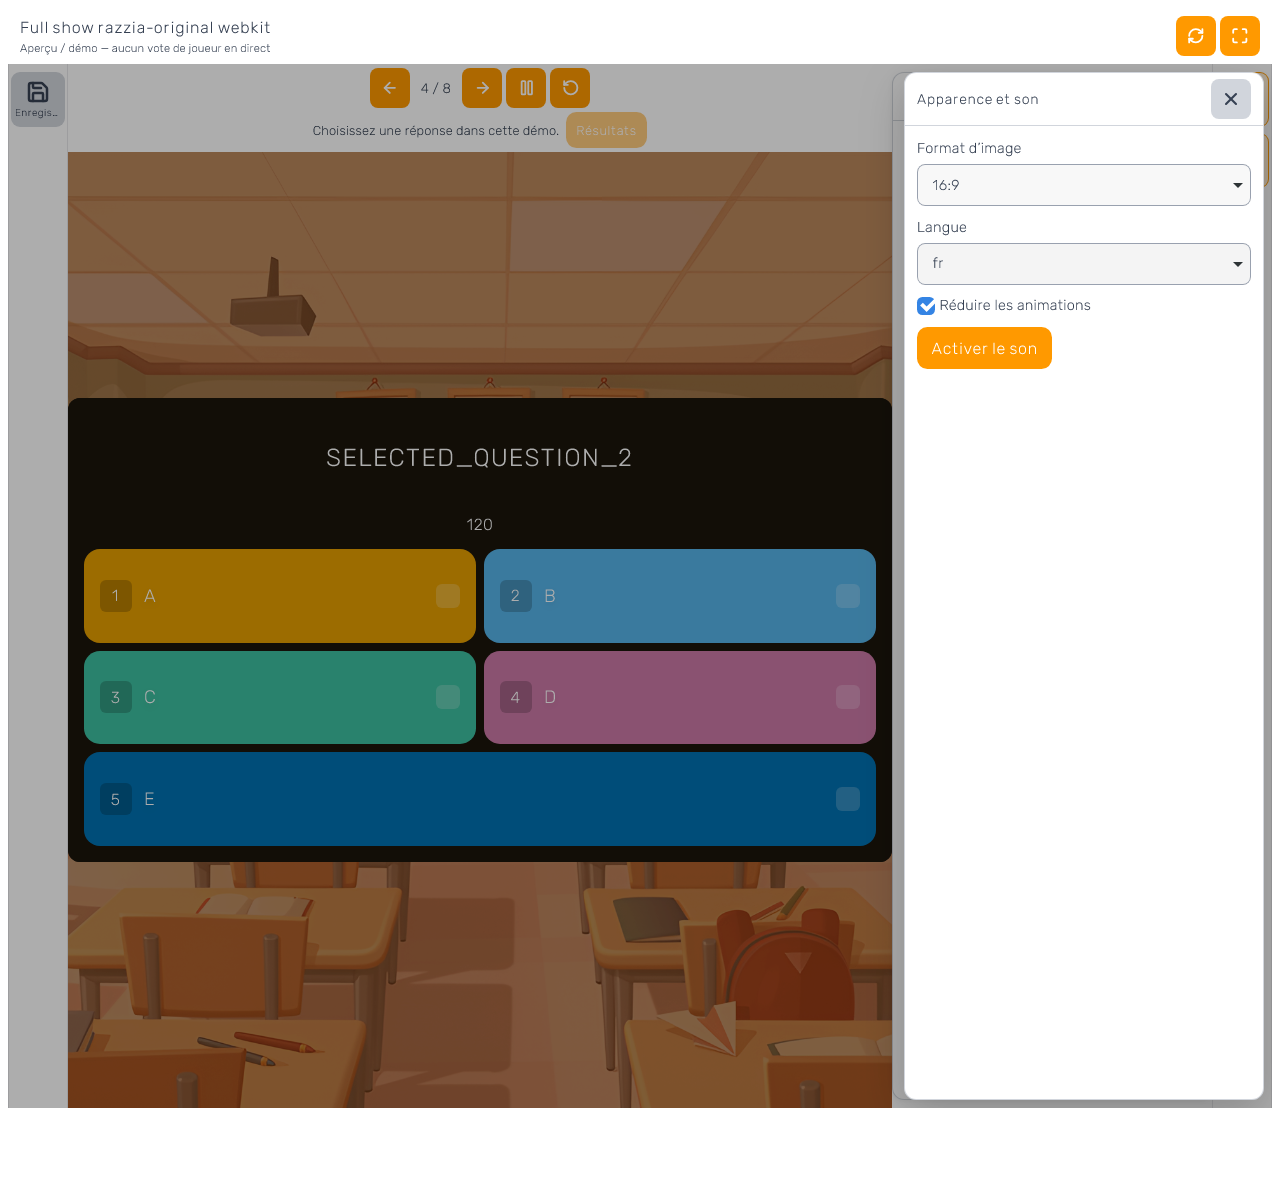 Full show razzia-original webkit
Aperçu / démo — aucun vote de joueur en direct
Enregis...
4 / 8
Choisissez une réponse dans cette démo.
Résultats
SELECTED_QUESTION_2
120
1 A
2 B
3 C
4 D
5 E
Apparence et son
Format d'image
16:9
Langue
fr
Réduire les animations
Activer le son